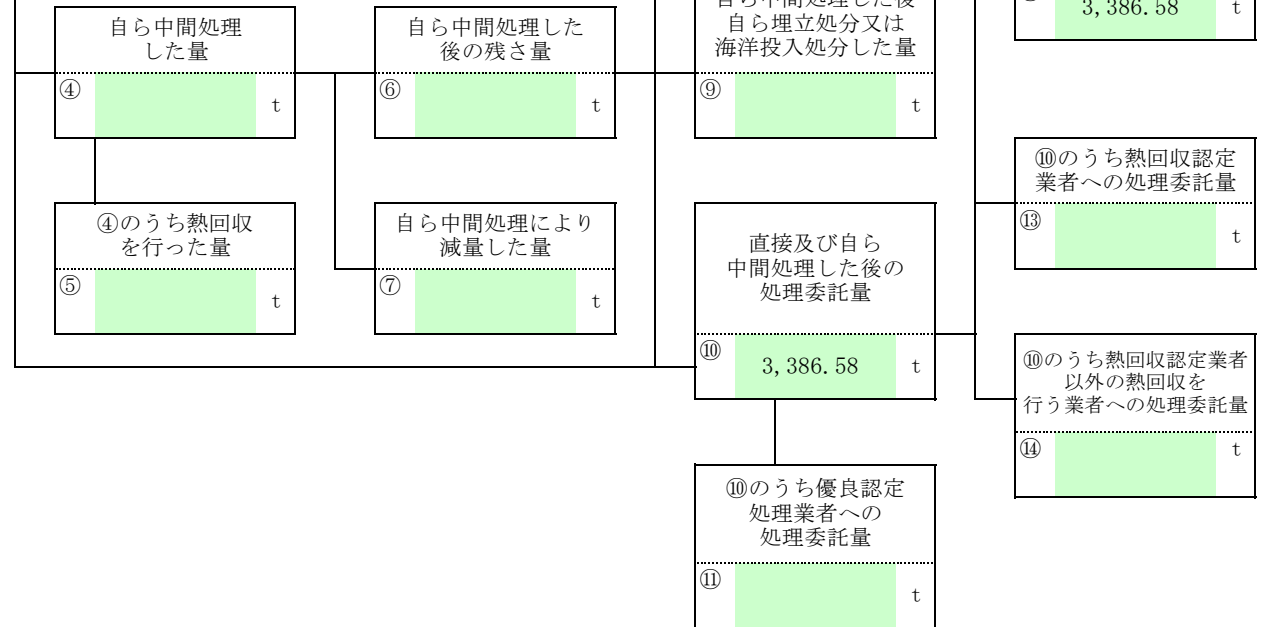 自ら中間処理
した量
④
t
自ら中間処理した
後の残さ量
⑥
t
自ら中間処理した後
自ら埋立処分又は
海洋投入処分した量
⑨
t
3,386.58 t
④のうち熱回収
を行った量
⑤
t
自ら中間処理により
減量した量
⑦
t
直接及び自ら
中間処理した後の
処理委託量
⑩
3,386.58 t
⑩のうち熱回収認定
業者への処理委託量
⑬
t
⑩のうち熱回収認定業者
以外の熱回収を
行う業者への処理委託量
⑭
t
⑩のうち優良認定
処理業者への
処理委託量
⑪
t